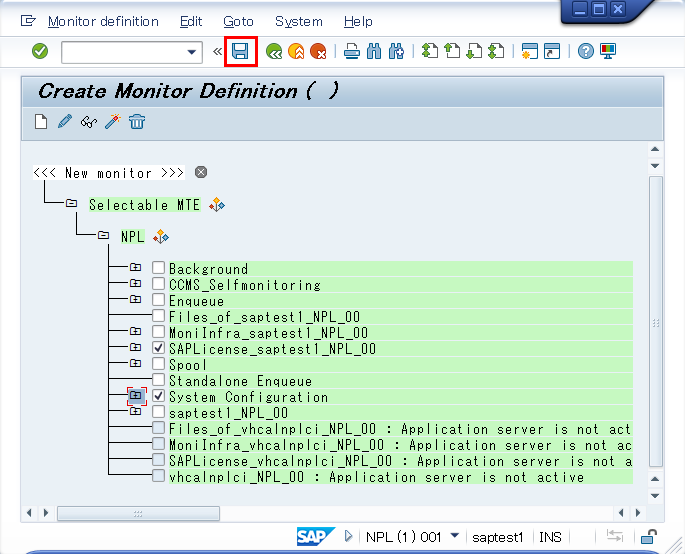 Monitor definition Edit Goto System Help
Create Monitor Definition ( )
<<< New monitor >>>
Selectable MTE
NPL
Background
CCMS_Selfmonitoring
Enqueue
Files_of_saptest1_NPL_00
MoniInfra_saptest1_NPL_00
SAPLicense_saptest1_NPL_00
Spool
Standalone Enqueue
System Configuration
saptest1_NPL_00
Files_of_vhcalnplci_NPL_00 : Application server is not act
MoniInfra_vhcalnplci_NPL_00 : Application server is not ac
SAPLicense_vhcalnplci_NPL_00 : Application server is not a
vhcalnplci_NPL_00 : Application server is not active
SAP NPL (1) 001 saptest1 INS